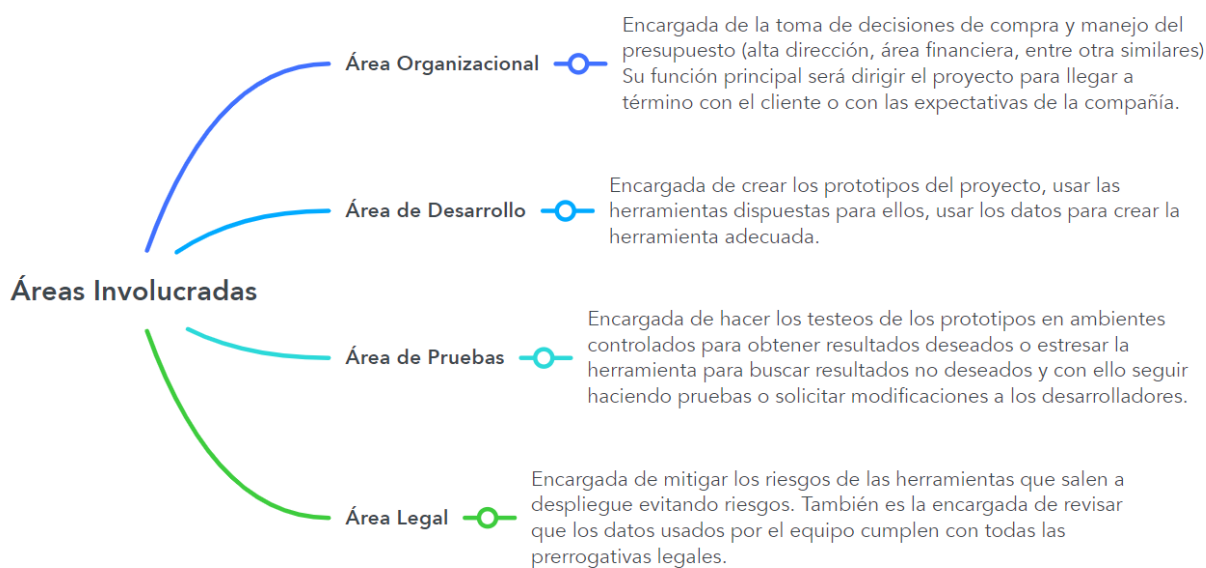 Áreas Involucradas
Área Organizacional
Encargada de la toma de decisiones de compra y manejo del
presupuesto (alta dirección, área financiera, entre otra similares)
Su función principal será dirigir el proyecto para llegar a
término con el cliente o con las expectativas de la compañía.
Área de Desarrollo
Encargada de crear los prototipos del proyecto, usar las
herramientas dispuestas para ellos, usar los datos para crear la
herramienta adecuada.
Área de Pruebas
Encargada de hacer los testeos de los prototipos en ambientes
controlados para obtener resultados deseados o estresar la
herramienta para buscar resultados no deseados y con ello seguir
haciendo pruebas o solicitar modificaciones a los desarrolladores.
Área Legal
Encargada de mitigar los riesgos de las herramientas que salen a
despliegue evitando riesgos. También es la encargada de revisar
que los datos usados por el equipo cumplen con todas las
prerrogativas legales.